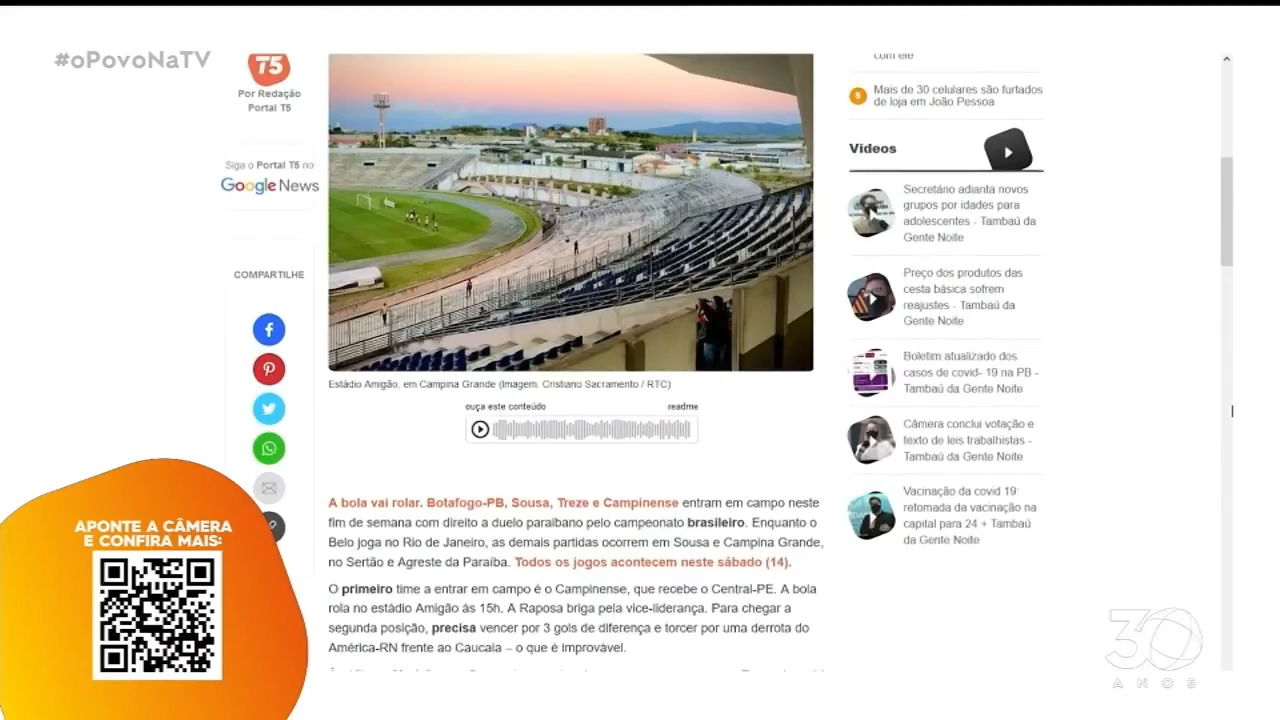 #oPovoNaTV
T5
Por Redação
Portal T5
Siga o Portal T5 no
Google News
COMPARTILHE
Estádio Amigão, em Campina Grande (Imagem: Cristiano Sacramento / RTC)
ouça este conteúdo
readme
A bola vai rolar. Botafogo-PB, Sousa, Treze e Campinense entram em campo neste
fim de semana com direito a duelo paraibano pelo campeonato brasileiro. Enquanto o
Belo joga no Rio de Janeiro, as demais partidas ocorrem em Sousa e Campina Grande,
no Sertão e Agreste da Paraíba. Todos os jogos acontecem neste sábado (14).
O primeiro time a entrar em campo é o Campinense, que recebe o Central-PE. A bola
rola no estádio Amigão às 15h. A Raposa briga pela vice-liderança. Para chegar a
segunda posição, precisa vencer por 3 gols de diferença e torcer por uma derrota do
América-RN frente ao Caucaia – o que é improvável.
com ele
5
Mais de 30 celulares são furtados
de loja em João Pessoa
Vídeos
Secretário adianta novos
grupos por idades para
adolescentes - Tambaú da
Gente Noite
Preço dos produtos das
cesta básica sofrem
reajustes - Tambaú da
Gente Noite
Boletim atualizado dos
casos de covid- 19 na PB -
Tambaú da Gente Noite
Câmera conclui votação e
texto de leis trabalhistas -
Tambaú da Gente Noite
Vacinação da covid 19:
retomada da vacinação na
capital para 24 + Tambaú
da Gente Noite
APONTE A CÂMERA
E CONFIRA MAIS:
30
ANOS